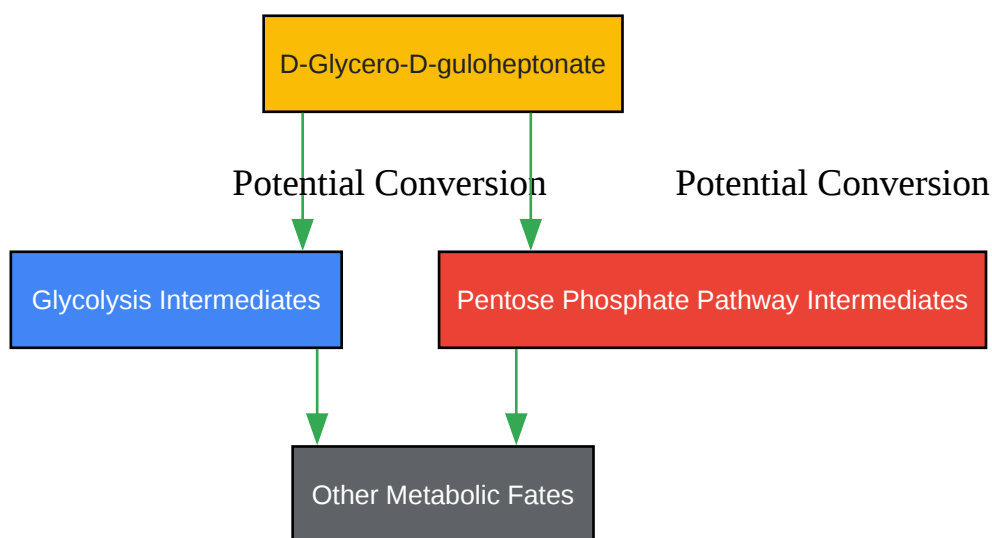 D-Glycero-D-guloheptonate
Potential Conversion
Potential Conversion
Glycolysis Intermediates
Pentose Phosphate Pathway Intermediates
Other Metabolic Fates